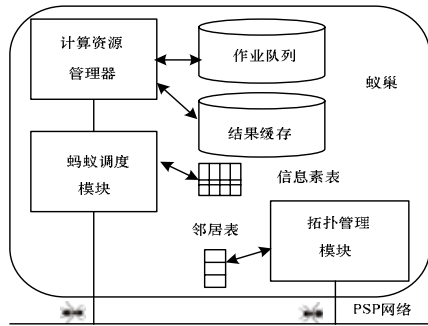 计算资源
管理器
作业队列
蚁巢
结果缓存
蚂蚁调度
模块
信息素表
邻居表
拓扑管理
模块
PSP网络